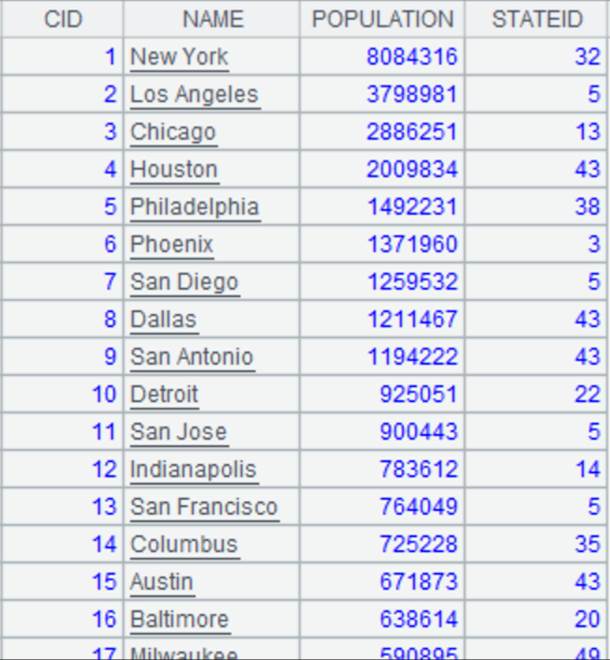 CID NAME POPULATION STATEID
1 New York 8084316 32
2 Los Angeles 3798981 5
3 Chicago 2886251 13
4 Houston 2009834 43
5 Philadelphia 1492231 38
6 Phoenix 1371960 3
7 San Diego 1259532 5
8 Dallas 1211467 43
9 San Antonio 1194222 43
10 Detroit 925051 22
11 San Jose 900443 5
12 Indianapolis 783612 14
13 San Francisco 764049 5
14 Columbus 725228 35
15 Austin 671873 43
16 Baltimore 638614 20
17 Milwaukee 590895 49